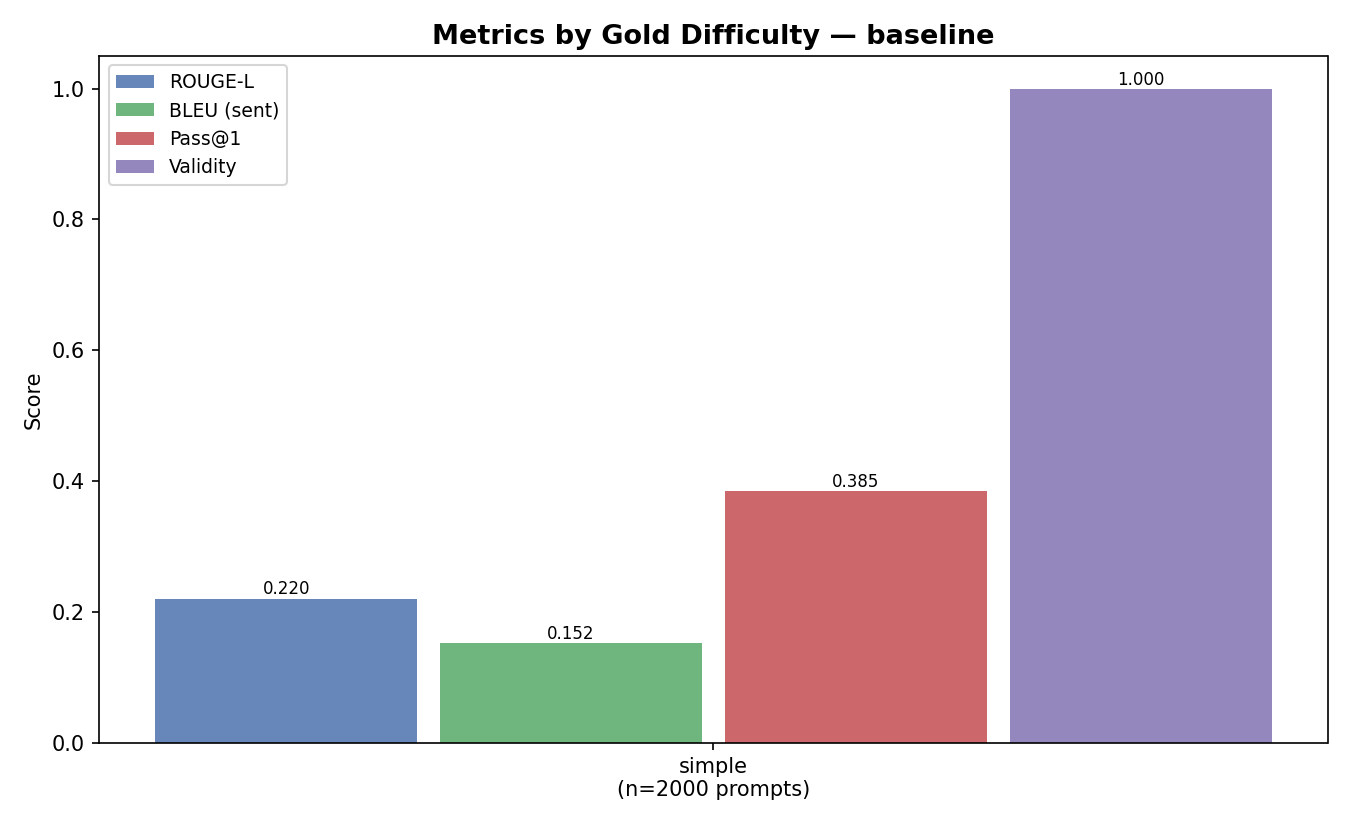 Metrics by Gold Difficulty — baseline
ROUGE-L
BLEU (sent)
Pass@1
Validity
Score
1.0
0.8
0.6
0.4
0.2
0.0
0.220
0.152
0.385
1.000
simple
(n=2000 prompts)